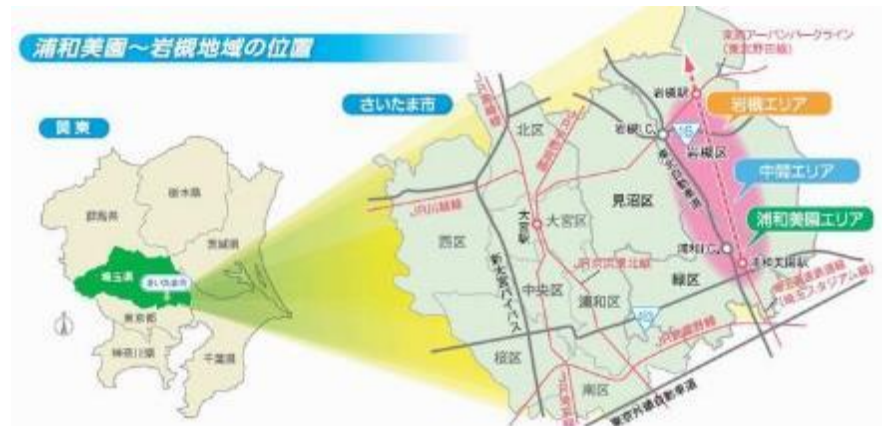 浦和美園～岩槻地域の位置
関東
栃木県
群馬県
茨城県
埼玉県
さいたま市
東京都
神奈川県
千葉県
さいたま市
東武アーバンパークライン
(東武野田線)
岩槻駅
岩槻エリア
北区
岩槻I.C.
16
岩槻区
中間エリア
見沼区
JR川越線
大宮駅
大宮区
浦和美園エリア
西区
浦和I.C.
浦和美園駅
新大宮バイパス
JR京浜東北線
緑区
中央区
浦和区
埼玉高速鉄道線
(埼玉スタジアム線)
463
JR武蔵野線
桜区
南区
東京外環自動車道